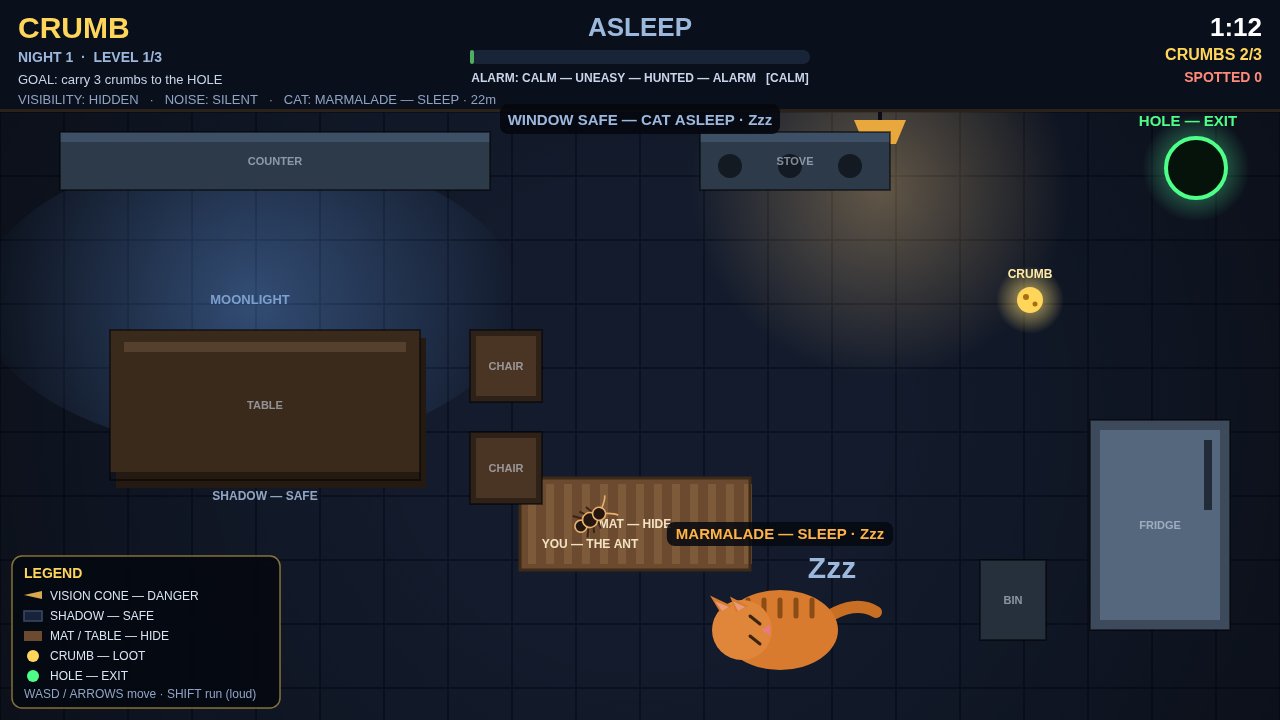 CRUMB
NIGHT 1 · LEVEL 1/3
GOAL: carry 3 crumbs to the HOLE
VISIBILITY: HIDDEN · NOISE: SILENT · CAT: MARMALADE — SLEEP · 22m
ASLEEP
ALARM: CALM — UNEASY — HUNTED — ALARM [CALM]
1:12
CRUMBS 2/3
SPOTTED 0
WINDOW SAFE — CAT ASLEEP · Zzz
HOLE — EXIT
COUNTER
STOVE
CRUMB
MOONLIGHT
CHAIR
TABLE
CHAIR
SHADOW — SAFE
MAT — HIDE
YOU — THE ANT
MARMALADE — SLEEP · Zzz
Zzz
FRIDGE
BIN
LEGEND
VISION CONE — DANGER
SHADOW — SAFE
MAT / TABLE — HIDE
CRUMB — LOOT
HOLE — EXIT
WASD / ARROWS move · SHIFT run (loud)